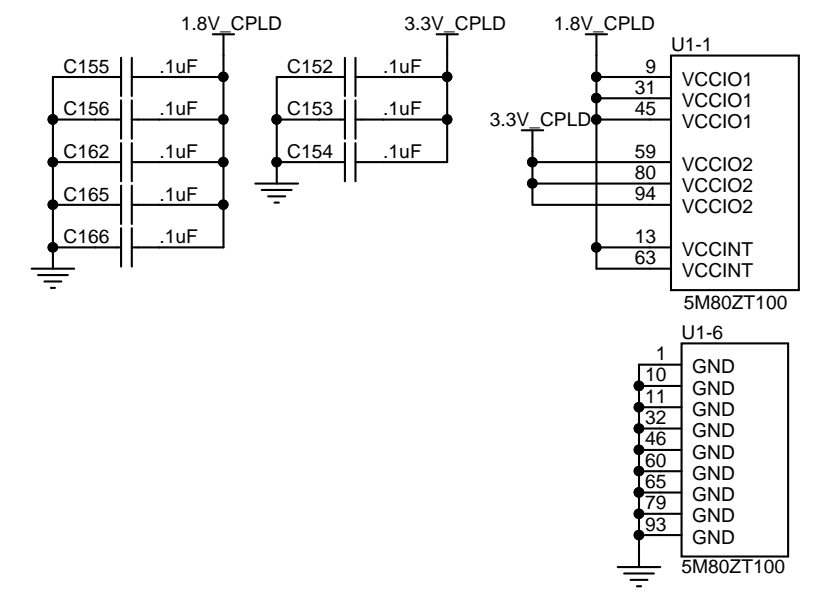 1.8V_CPLD
C155 .1uF
C156 .1uF
C162 .1uF
C165 .1uF
C166 .1uF
3.3V_CPLD
C152 .1uF
C153 .1uF
C154 .1uF
1.8V_CPLD
3.3V_CPLD
U1-1
9 VCCIO1
31 VCCIO1
45 VCCIO1
59 VCCIO2
80 VCCIO2
94 VCCIO2
13 VCCINT
63 VCCINT
5M80ZT100
U1-6
1 GND
10 GND
11 GND
32 GND
46 GND
60 GND
65 GND
79 GND
93 GND
5M80ZT100